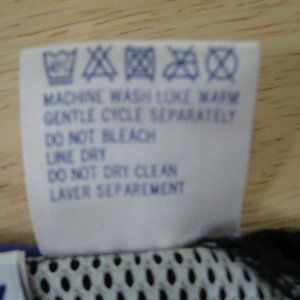 MACHINE WASH LUKE WARM
GENTLE CYCLE SEPARATELY
DO NOT BLEACH
LINE DRY
DO NOT DRY CLEAN
LAVER SEPAREMENT